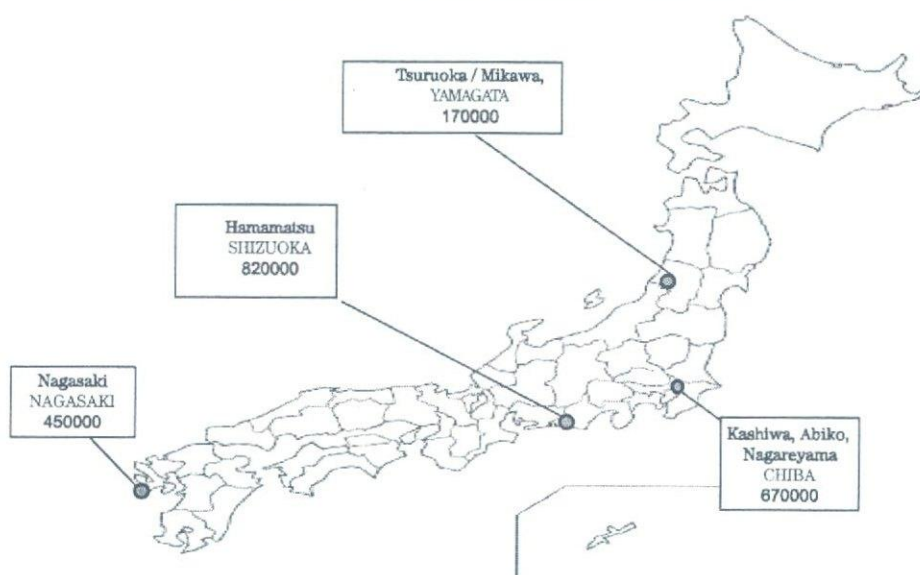 Tsuruoka / Mikawa,
YAMAGATA
170000
Hamamatsu
SHIZUOKA
820000
Nagasaki
NAGASAKI
450000
Kashiwa, Abiko,
Nagareyama
CHIBA
670000